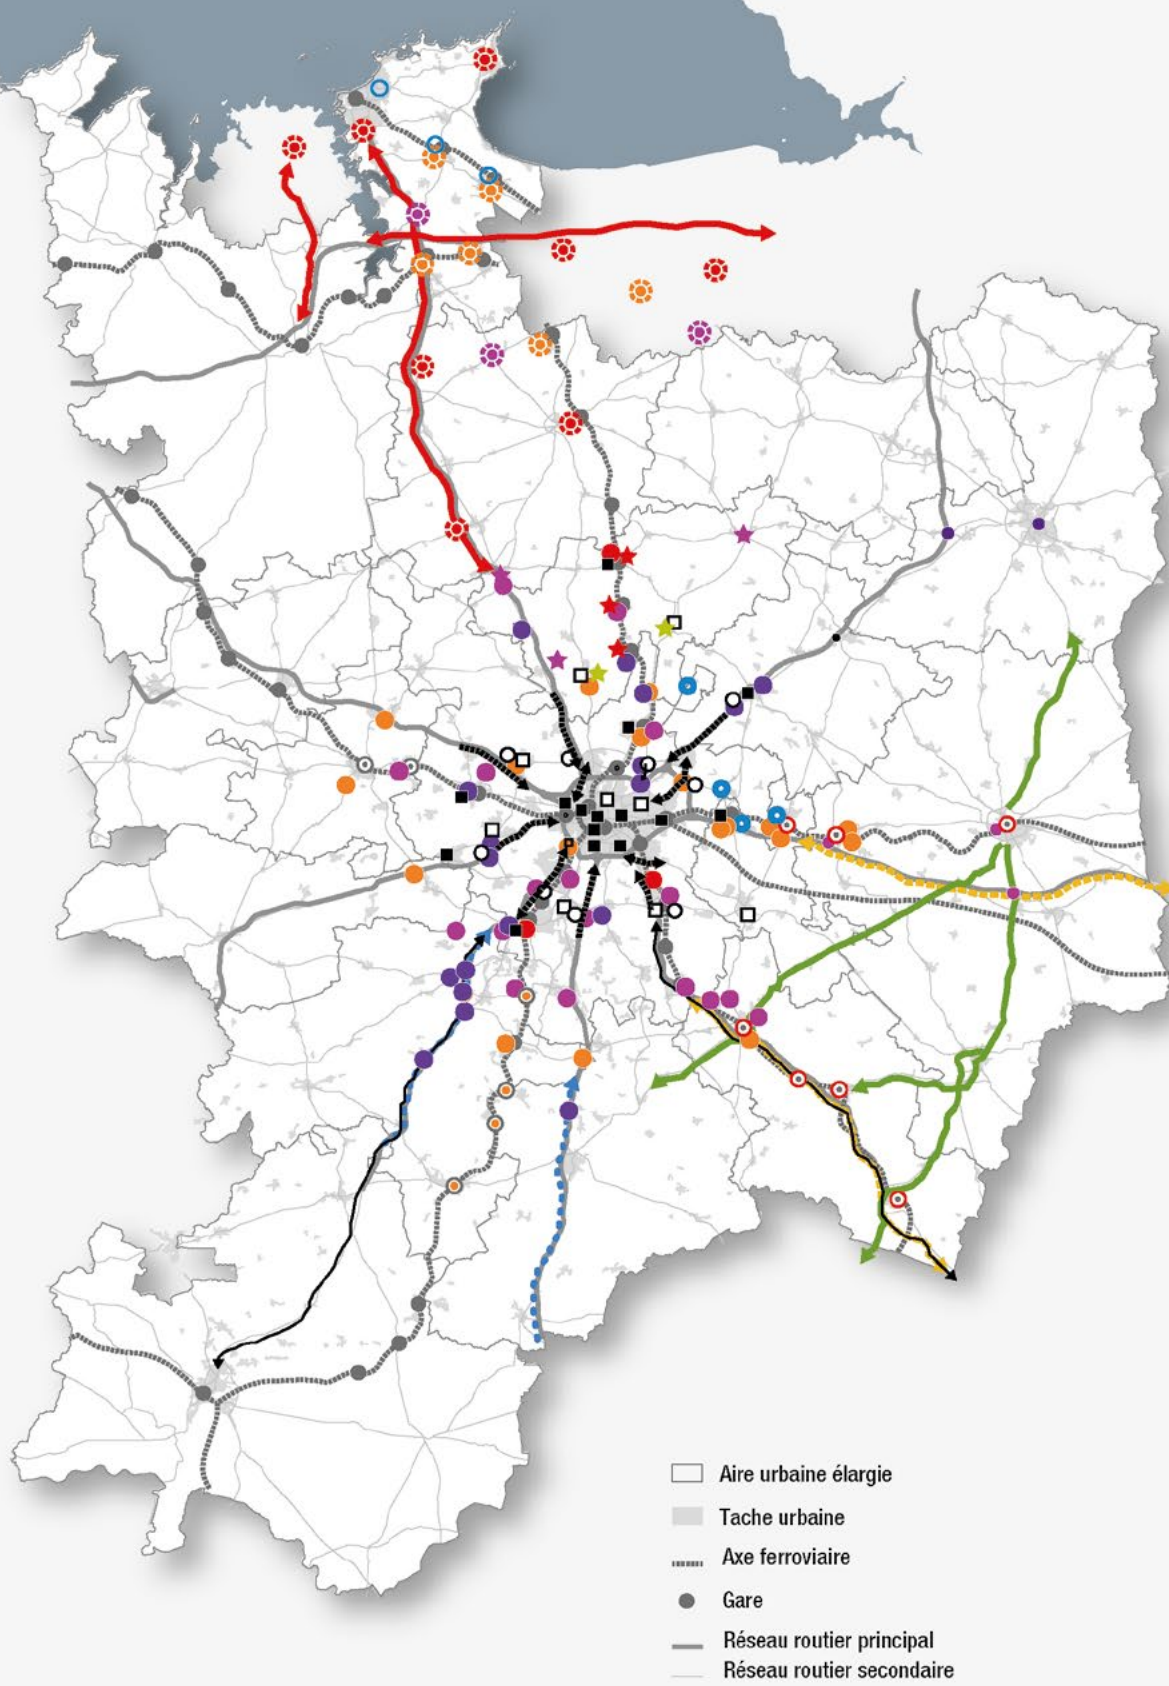 P
Aire urbaine élargie
Tache urbaine
Axe ferroviaire
Gare
Réseau routier principal
Réseau routier secondaire